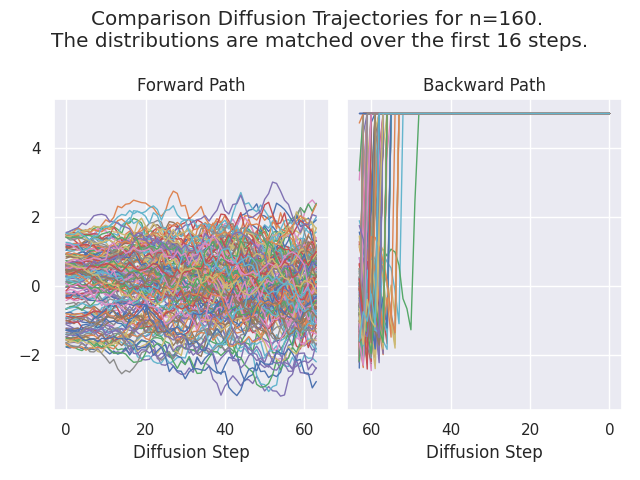 Comparison Diffusion Trajectories for n=160.
The distributions are matched over the first 16 steps.
Forward Path
Backward Path
4
2
0
−2
0 20 40 60
60 40 20 0
Diffusion Step
Diffusion Step